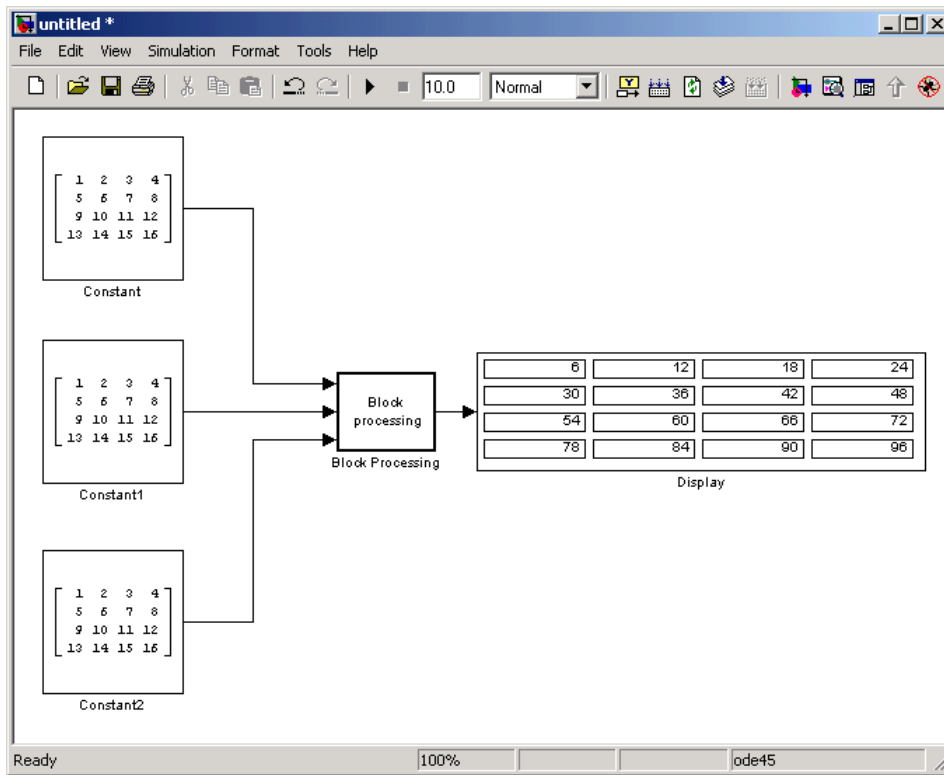 untitled *
File Edit View Simulation Format Tools Help
10.0 Normal
1 2 3 4
5 6 7 8
9 10 11 12
13 14 15 16
Constant
1 2 3 4
5 6 7 8
9 10 11 12
13 14 15 16
Constant1
Block
processing
Block Processing
6 12 18 24
30 36 42 48
54 60 66 72
78 84 90 96
Display
1 2 3 4
5 6 7 8
9 10 11 12
13 14 15 16
Constant2
Ready 100% ode45